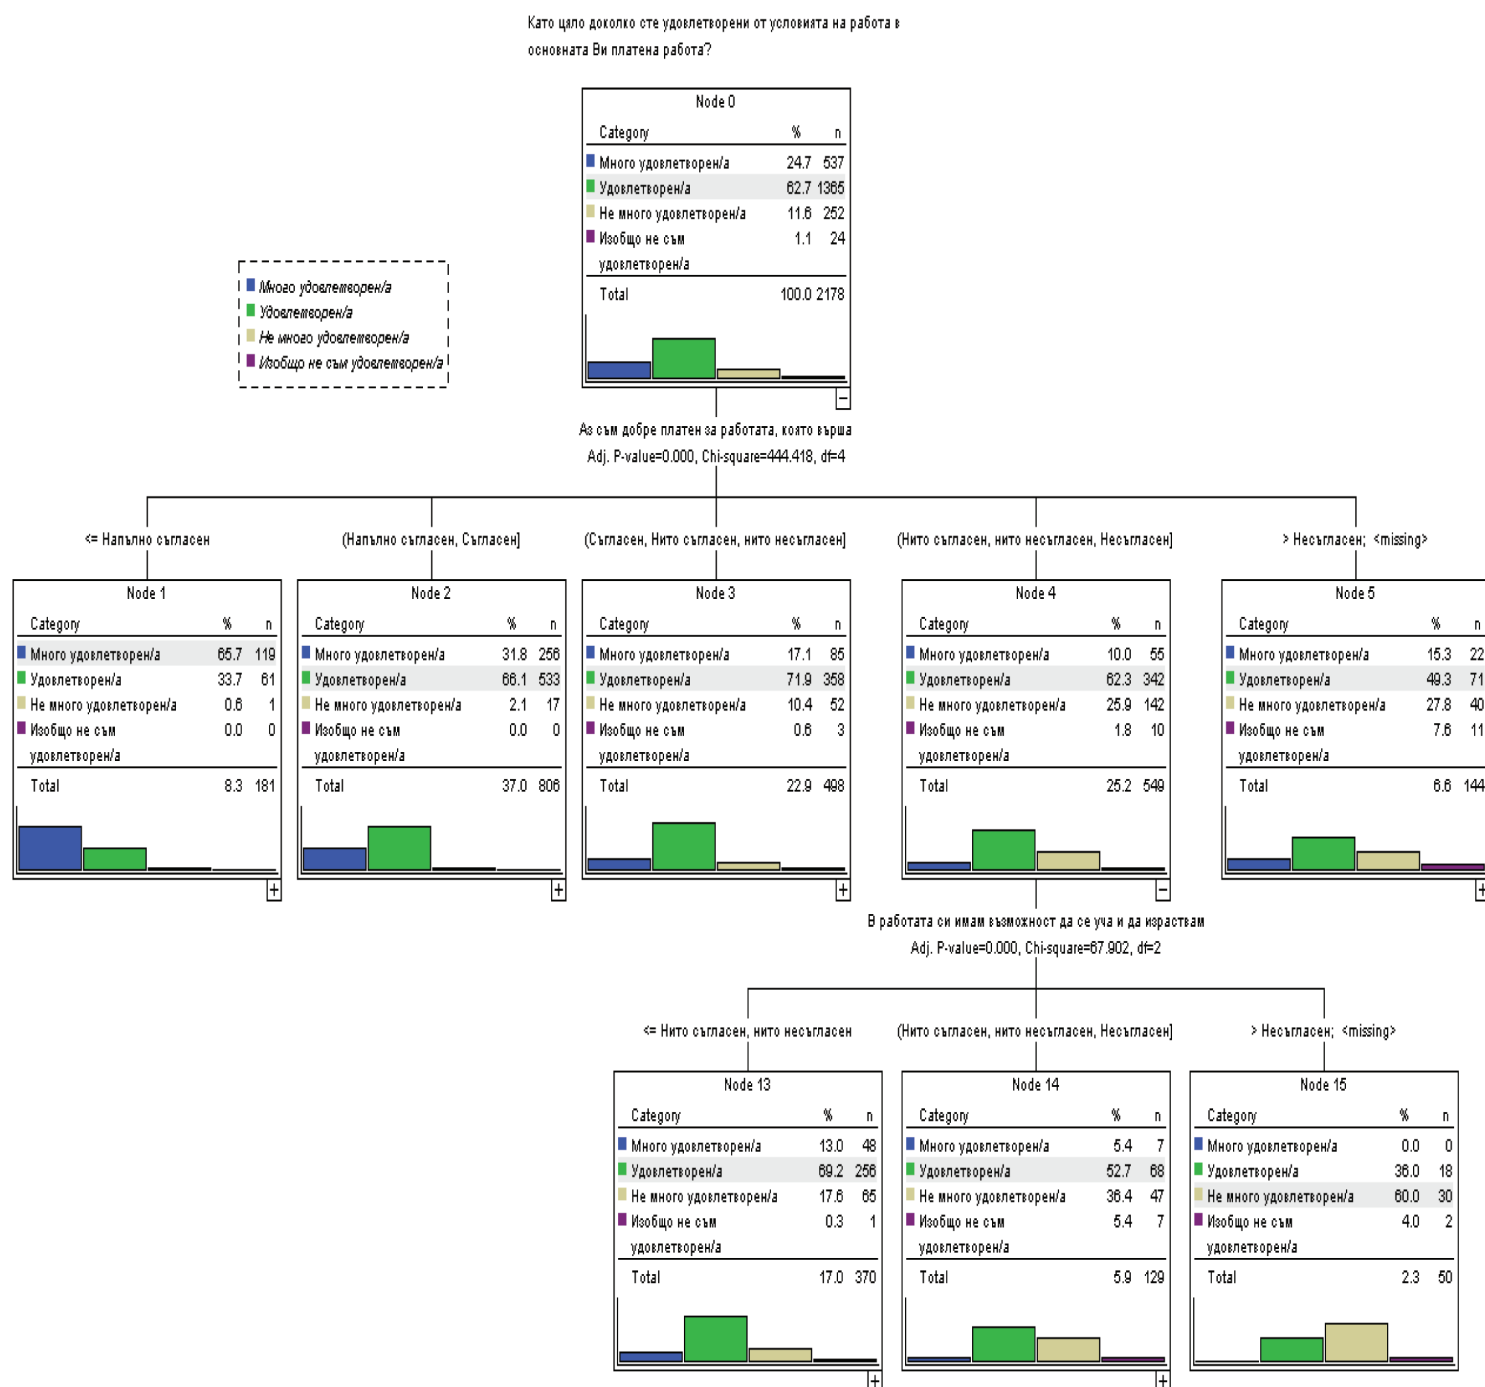 Като цяло доколко сте удовлетворени от условията на работа в
основната Ви платена работа?
Node 0
Category % n
Много удовлетворен/а 24.7 537
Удовлетворен/а 62.7 1365
Не много удовлетворен/а 11.6 252
Изобщо не съм 1.1 24
удовлетворен/а
Total 100.0 2178
Много удовлетворен/а
Удовлетворен/а
Не много удовлетворен/а
Изобщо не съм удовлетворен/а
Аз съм добре платен за работата, която върша
Adj. P-value=0.000, Chi-square=444.418, df=4
<= Напълно съгласен
(Напълно съгласен, Съгласен]
(Съгласен, Нито съгласен, нито несъгласен]
(Нито съгласен, нито несъгласен, Несъгласен]
> Несъгласен; <missing>
Node 1
Category % n
Много удовлетворен/а 65.7 119
Удовлетворен/а 33.7 61
Не много удовлетворен/а 0.6 1
Изобщо не съм 0.0 0
удовлетворен/а
Total 8.3 181
Node 2
Category % n
Много удовлетворен/а 31.8 256
Удовлетворен/а 66.1 533
Не много удовлетворен/а 2.1 17
Изобщо не съм 0.0 0
удовлетворен/а
Total 37.0 806
Node 3
Category % n
Много удовлетворен/а 17.1 85
Удовлетворен/а 71.9 358
Не много удовлетворен/а 10.4 52
Изобщо не съм 0.6 3
удовлетворен/а
Total 22.9 498
Node 4
Category % n
Много удовлетворен/а 10.0 55
Удовлетворен/а 62.3 342
Не много удовлетворен/а 25.9 142
Изобщо не съм 1.8 10
удовлетворен/а
Total 25.2 549
Node 5
Category % n
Много удовлетворен/а 15.3 22
Удовлетворен/а 49.3 71
Не много удовлетворен/а 27.8 40
Изобщо не съм 7.6 11
удовлетворен/а
Total 6.6 144
В работата си имам възможност да се уча и да израствам
Adj. P-value=0.000, Chi-square=67.902, df=2
<= Нито съгласен, нито несъгласен
(Нито съгласен, нито несъгласен, Несъгласен]
> Несъгласен; <missing>
Node 13
Category % n
Много удовлетворен/а 13.0 48
Удовлетворен/а 69.2 256
Не много удовлетворен/а 17.6 65
Изобщо не съм 0.3 1
удовлетворен/а
Total 17.0 370
Node 14
Category % n
Много удовлетворен/а 5.4 7
Удовлетворен/а 52.7 68
Не много удовлетворен/а 36.4 47
Изобщо не съм 5.4 7
удовлетворен/а
Total 5.9 129
Node 15
Category % n
Много удовлетворен/а 0.0 0
Удовлетворен/а 36.0 18
Не много удовлетворен/а 60.0 30
Изобщо не съм 4.0 2
удовлетворен/а
Total 2.3 50